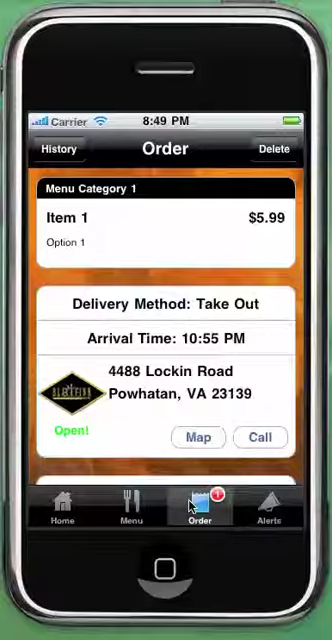 Carrier 8:49 PM
History Order Delete
Menu Category 1
Item 1 $5.99
Option 1
Delivery Method: Take Out
Arrival Time: 10:55 PM
4488 Lockin Road
Powhatan, VA 23139
Open!
Map Call
1
Home Menu Order Alerts